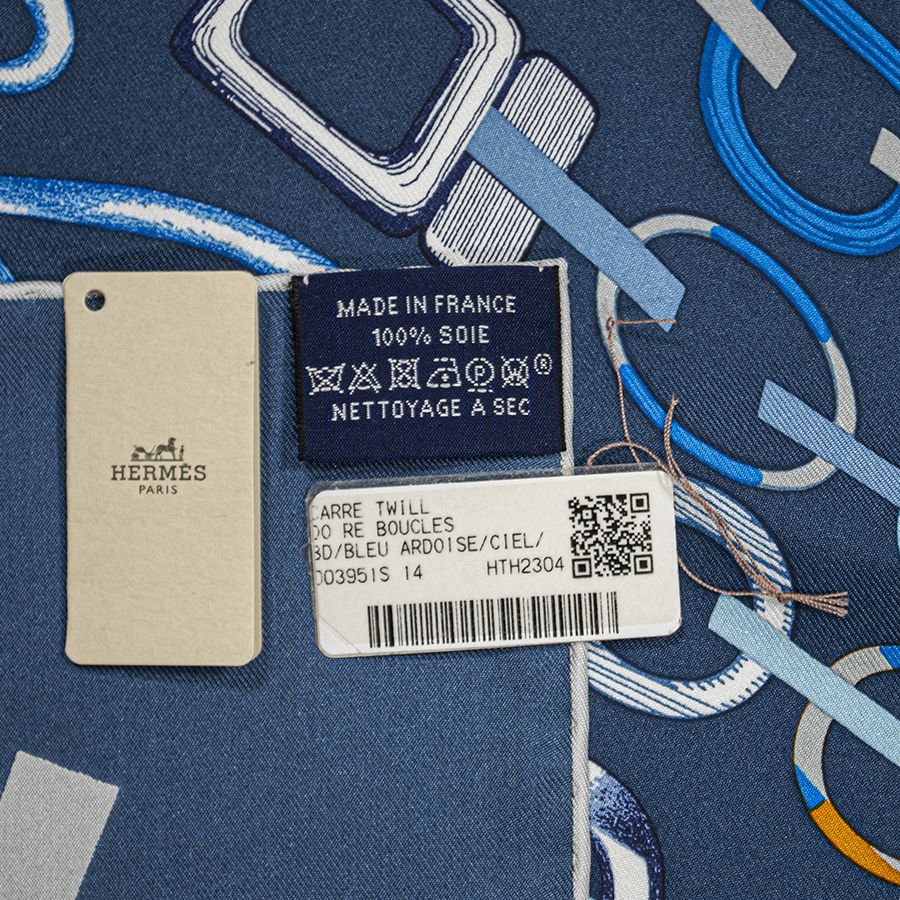 HERMÈS
PARIS
MADE IN FRANCE
100% SOIE
®
NETTOYAGE A SEC
CARRE TWILL
DO RE BOUCLES
BD/BLEU ARDOISE/CIEL/
003951S 14 HTH2304